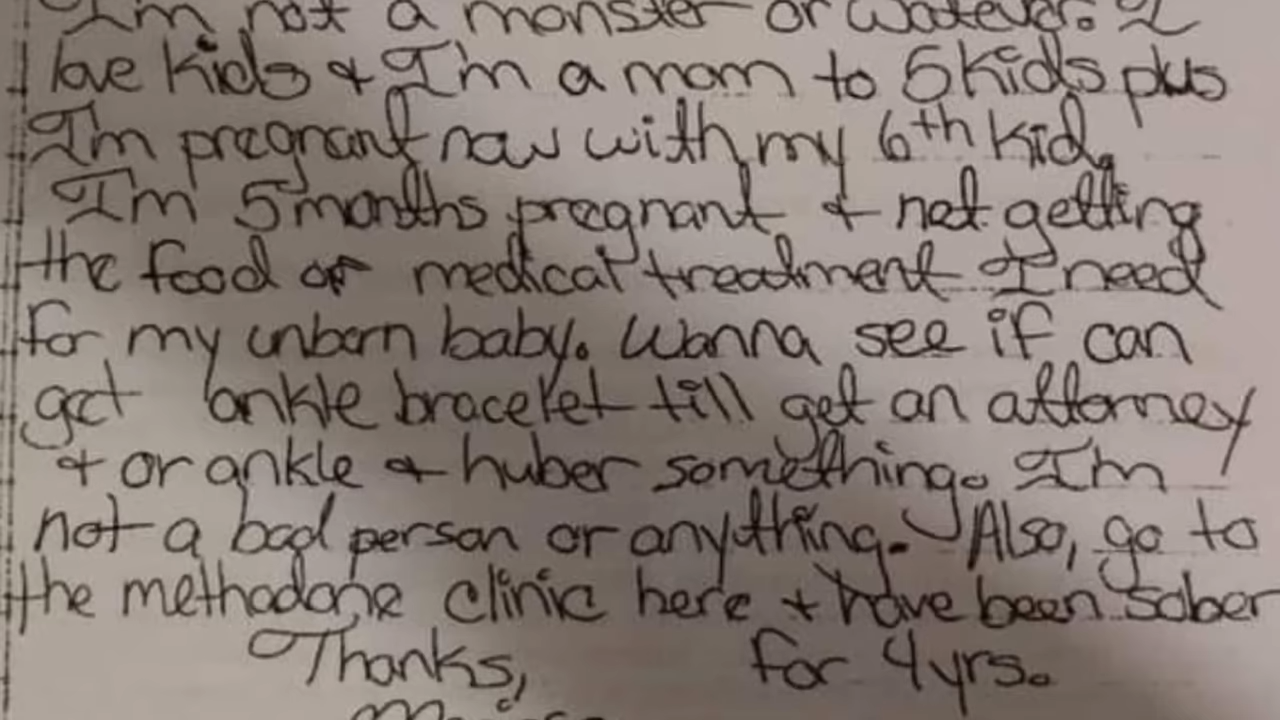 I'm not a monster or watever. I
love kids & I'm a mom to 5 kids plus
I'm pregnant now with my 6th kid.
I'm 5 months pregnant & not getting
the food or medical treatment I need
for my unborn baby. Wanna see if can
get ankle bracelet till get an attorney
& or ankle & huber something. I'm
not a bad person or anything. Also, go to
the methadone clinic here & have been sober
for 4yrs.
Thanks,